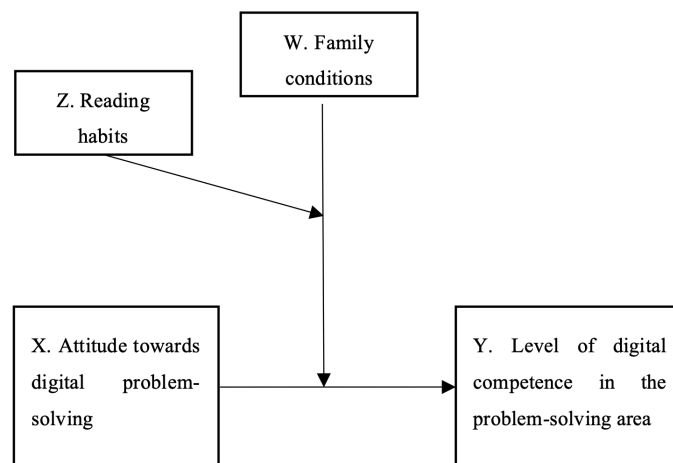 W. Family
conditions
Z. Reading
habits
X. Attitude towards
digital problem-
solving
Y. Level of digital
competence in the
problem-solving area